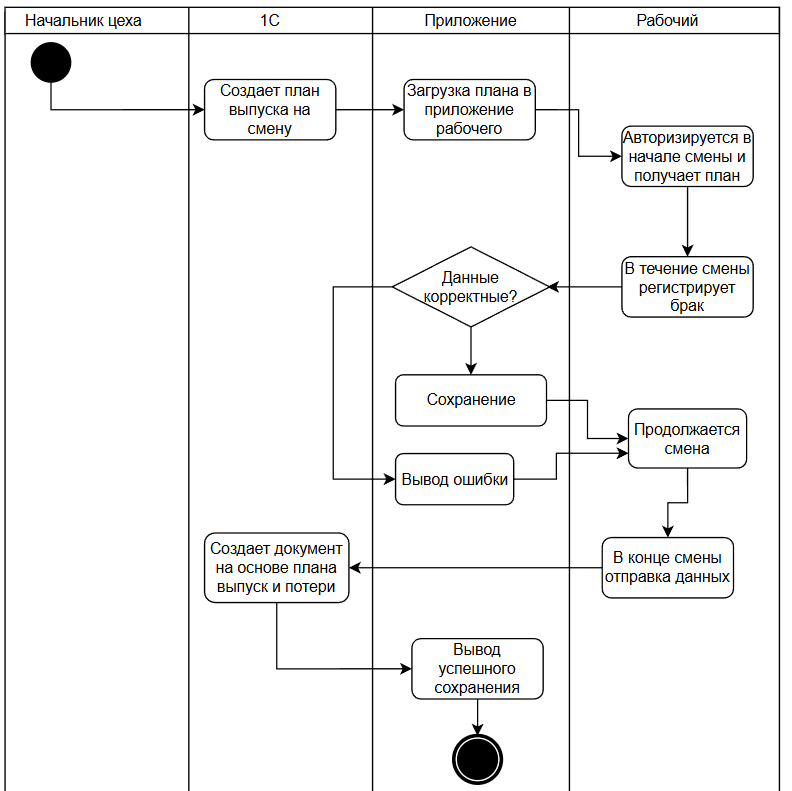 Начальник цеха
1С
Приложение
Рабочий
Создает план
выпуска на
смену
Загрузка плана в
приложение
рабочего
Авторизируется в
начале смены и
получает план
В течение смены
регистрирует
брак
Данные
корректные?
Сохранение
Продолжается
смена
Вывод ошибки
В конце смены
отправка данных
Создает документ
на основе плана
выпуск и потери
Вывод
успешного
сохранения